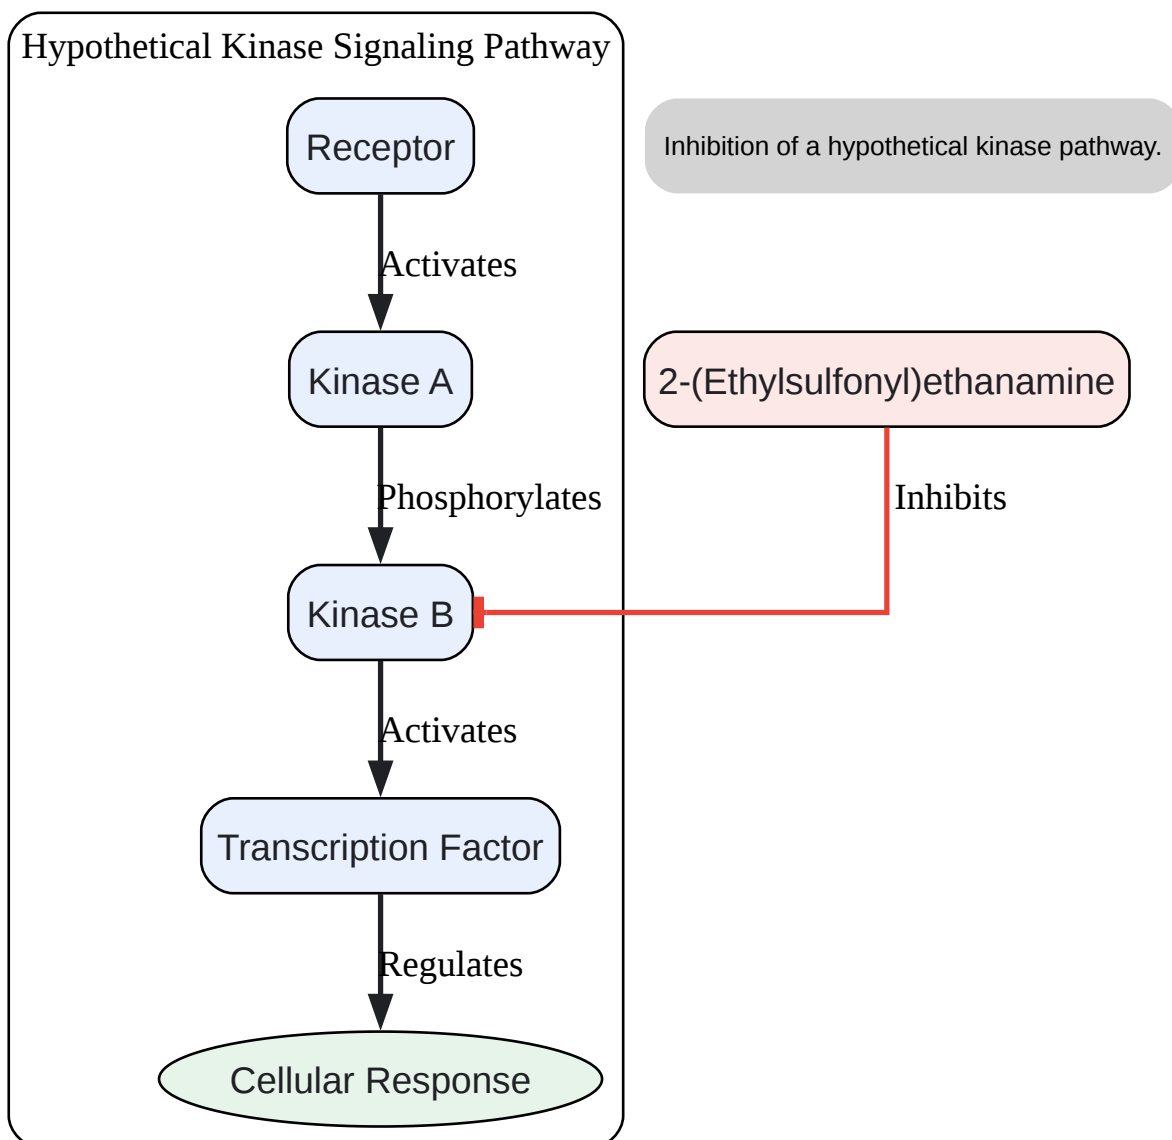 Hypothetical Kinase Signaling Pathway
Receptor
Inhibition of a hypothetical kinase pathway.
Activates
Kinase A
2-(Ethylsulfonyl)ethanamine
Phosphorylates
Inhibits
Kinase B
Activates
Transcription Factor
Regulates
Cellular Response